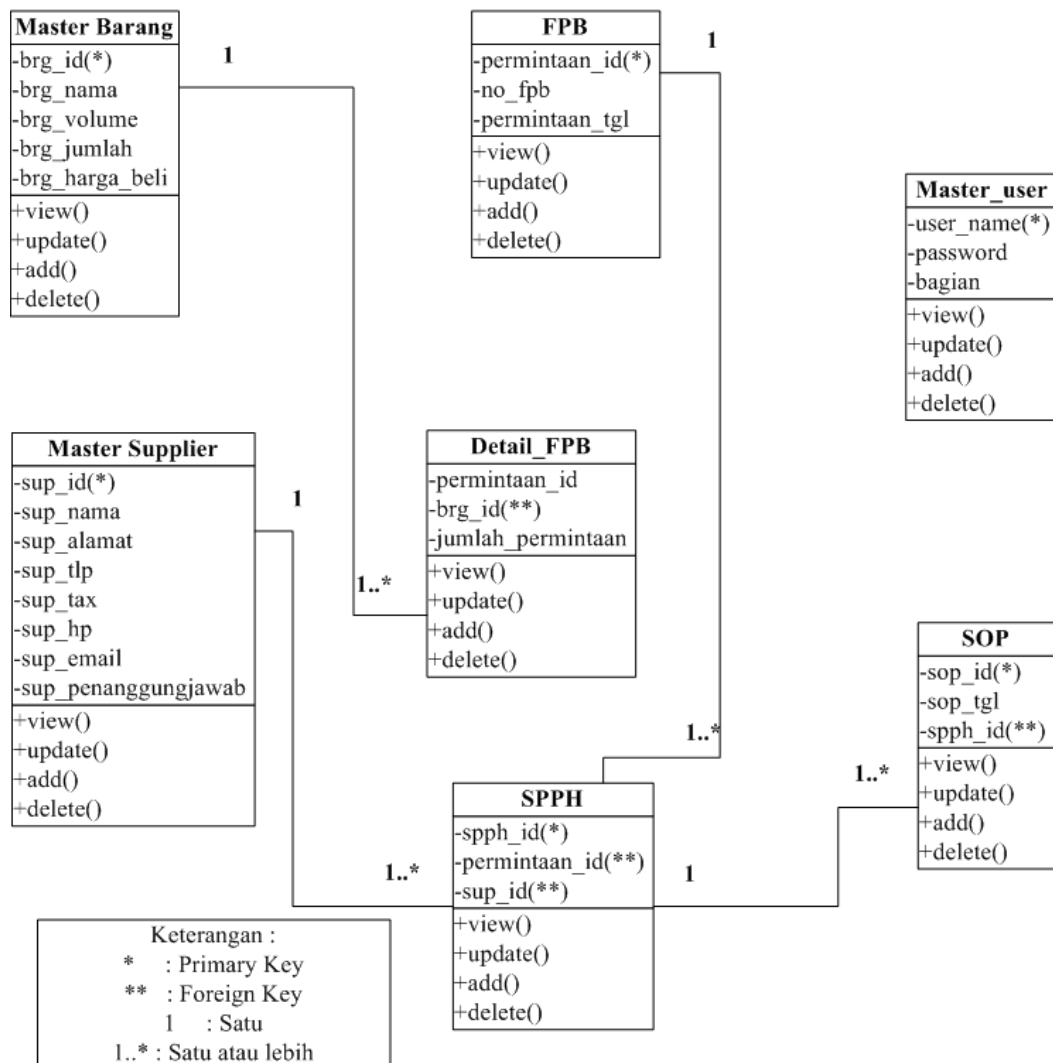 Master Barang
-brg_id(*)
-brg_nama
-brg_volume
-brg_jumlah
-brg_harga_beli
+view()
+update()
+add()
+delete()
1
FPB
-permintaan_id(*)
-no_fpb
-permintaan_tgl
+view()
+update()
+add()
+delete()
1
Master_user
-user_name(*)
-password
-bagian
+view()
+update()
+add()
+delete()
Master Supplier
-sup_id(*)
-sup_nama
-sup_alamat
-sup_tlp
-sup_tax
-sup_hp
-sup_email
-sup_penanggungjawab
+view()
+update()
+add()
+delete()
1
1..*
Detail_FPB
-permintaan_id
-brg_id(**)
-jumlah_permintaan
+view()
+update()
+add()
+delete()
SOP
-sop_id(*)
-sop_tgl
-spph_id(**)
+view()
+update()
+add()
+delete()
1..*
1..*
SPPH
-spph_id(*)
-permintaan_id(**)
-sup_id(**)
+view()
+update()
+add()
+delete()
1..*
1
Keterangan :
* : Primary Key
** : Foreign Key
1 : Satu
1..* : Satu atau lebih